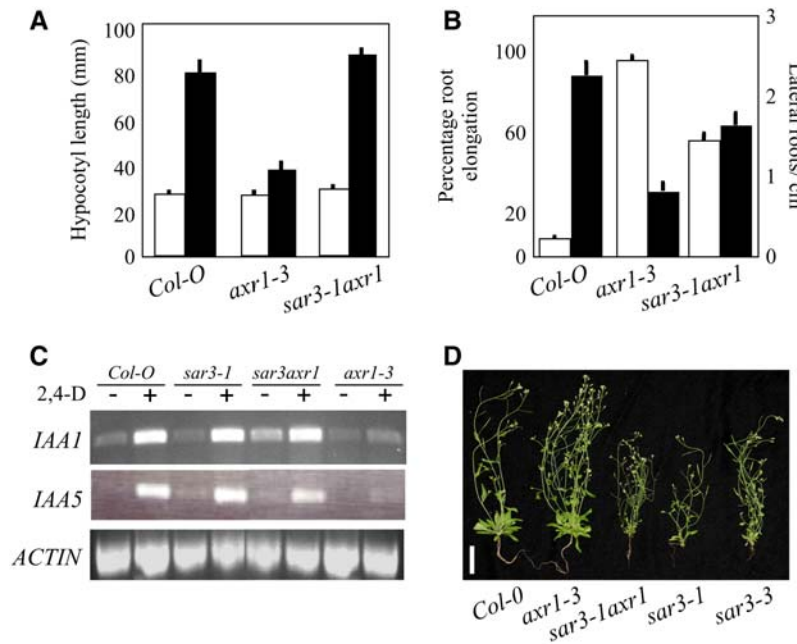 A
Hypocotyl length (mm)
100
80
60
40
20
0
Col-O
axr1-3
sar3-1axr1
B
Percentage root
elongation
100
60
20
0
3
2
1
0
Lateral roots/ cm
Col-O
axr1-3
sar3-1axr1
C
Col-O sar3-1 sar3axr1 axr1-3
2,4-D - + - + - + - +
IAA1
IAA5
ACTIN
D
Col-0
axr1-3
sar3-1axr1
sar3-1
sar3-3